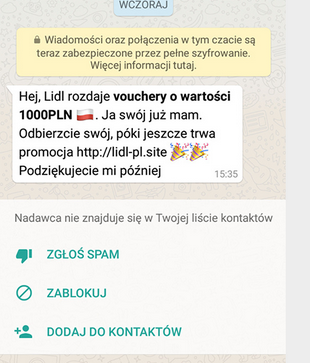 WCZORAJ
🔒 Wiadomości oraz połączenia w tym czacie są
teraz zabezpieczone przez pełne szyfrowanie.
Więcej informacji tutaj.
Hej, Lidl rozdaje vouchery o wartości
1000PLN 🇵🇱. Ja swój już mam.
Odbierzcie swój, póki jeszcze trwa
promocja http://lidl-pl.site 🎉🎉
Podziękujecie mi później
15:35
Nadawca nie znajduje się w Twojej liście kontaktów
ZGŁOŚ SPAM
ZABLOKUJ
DODAJ DO KONTAKTÓW